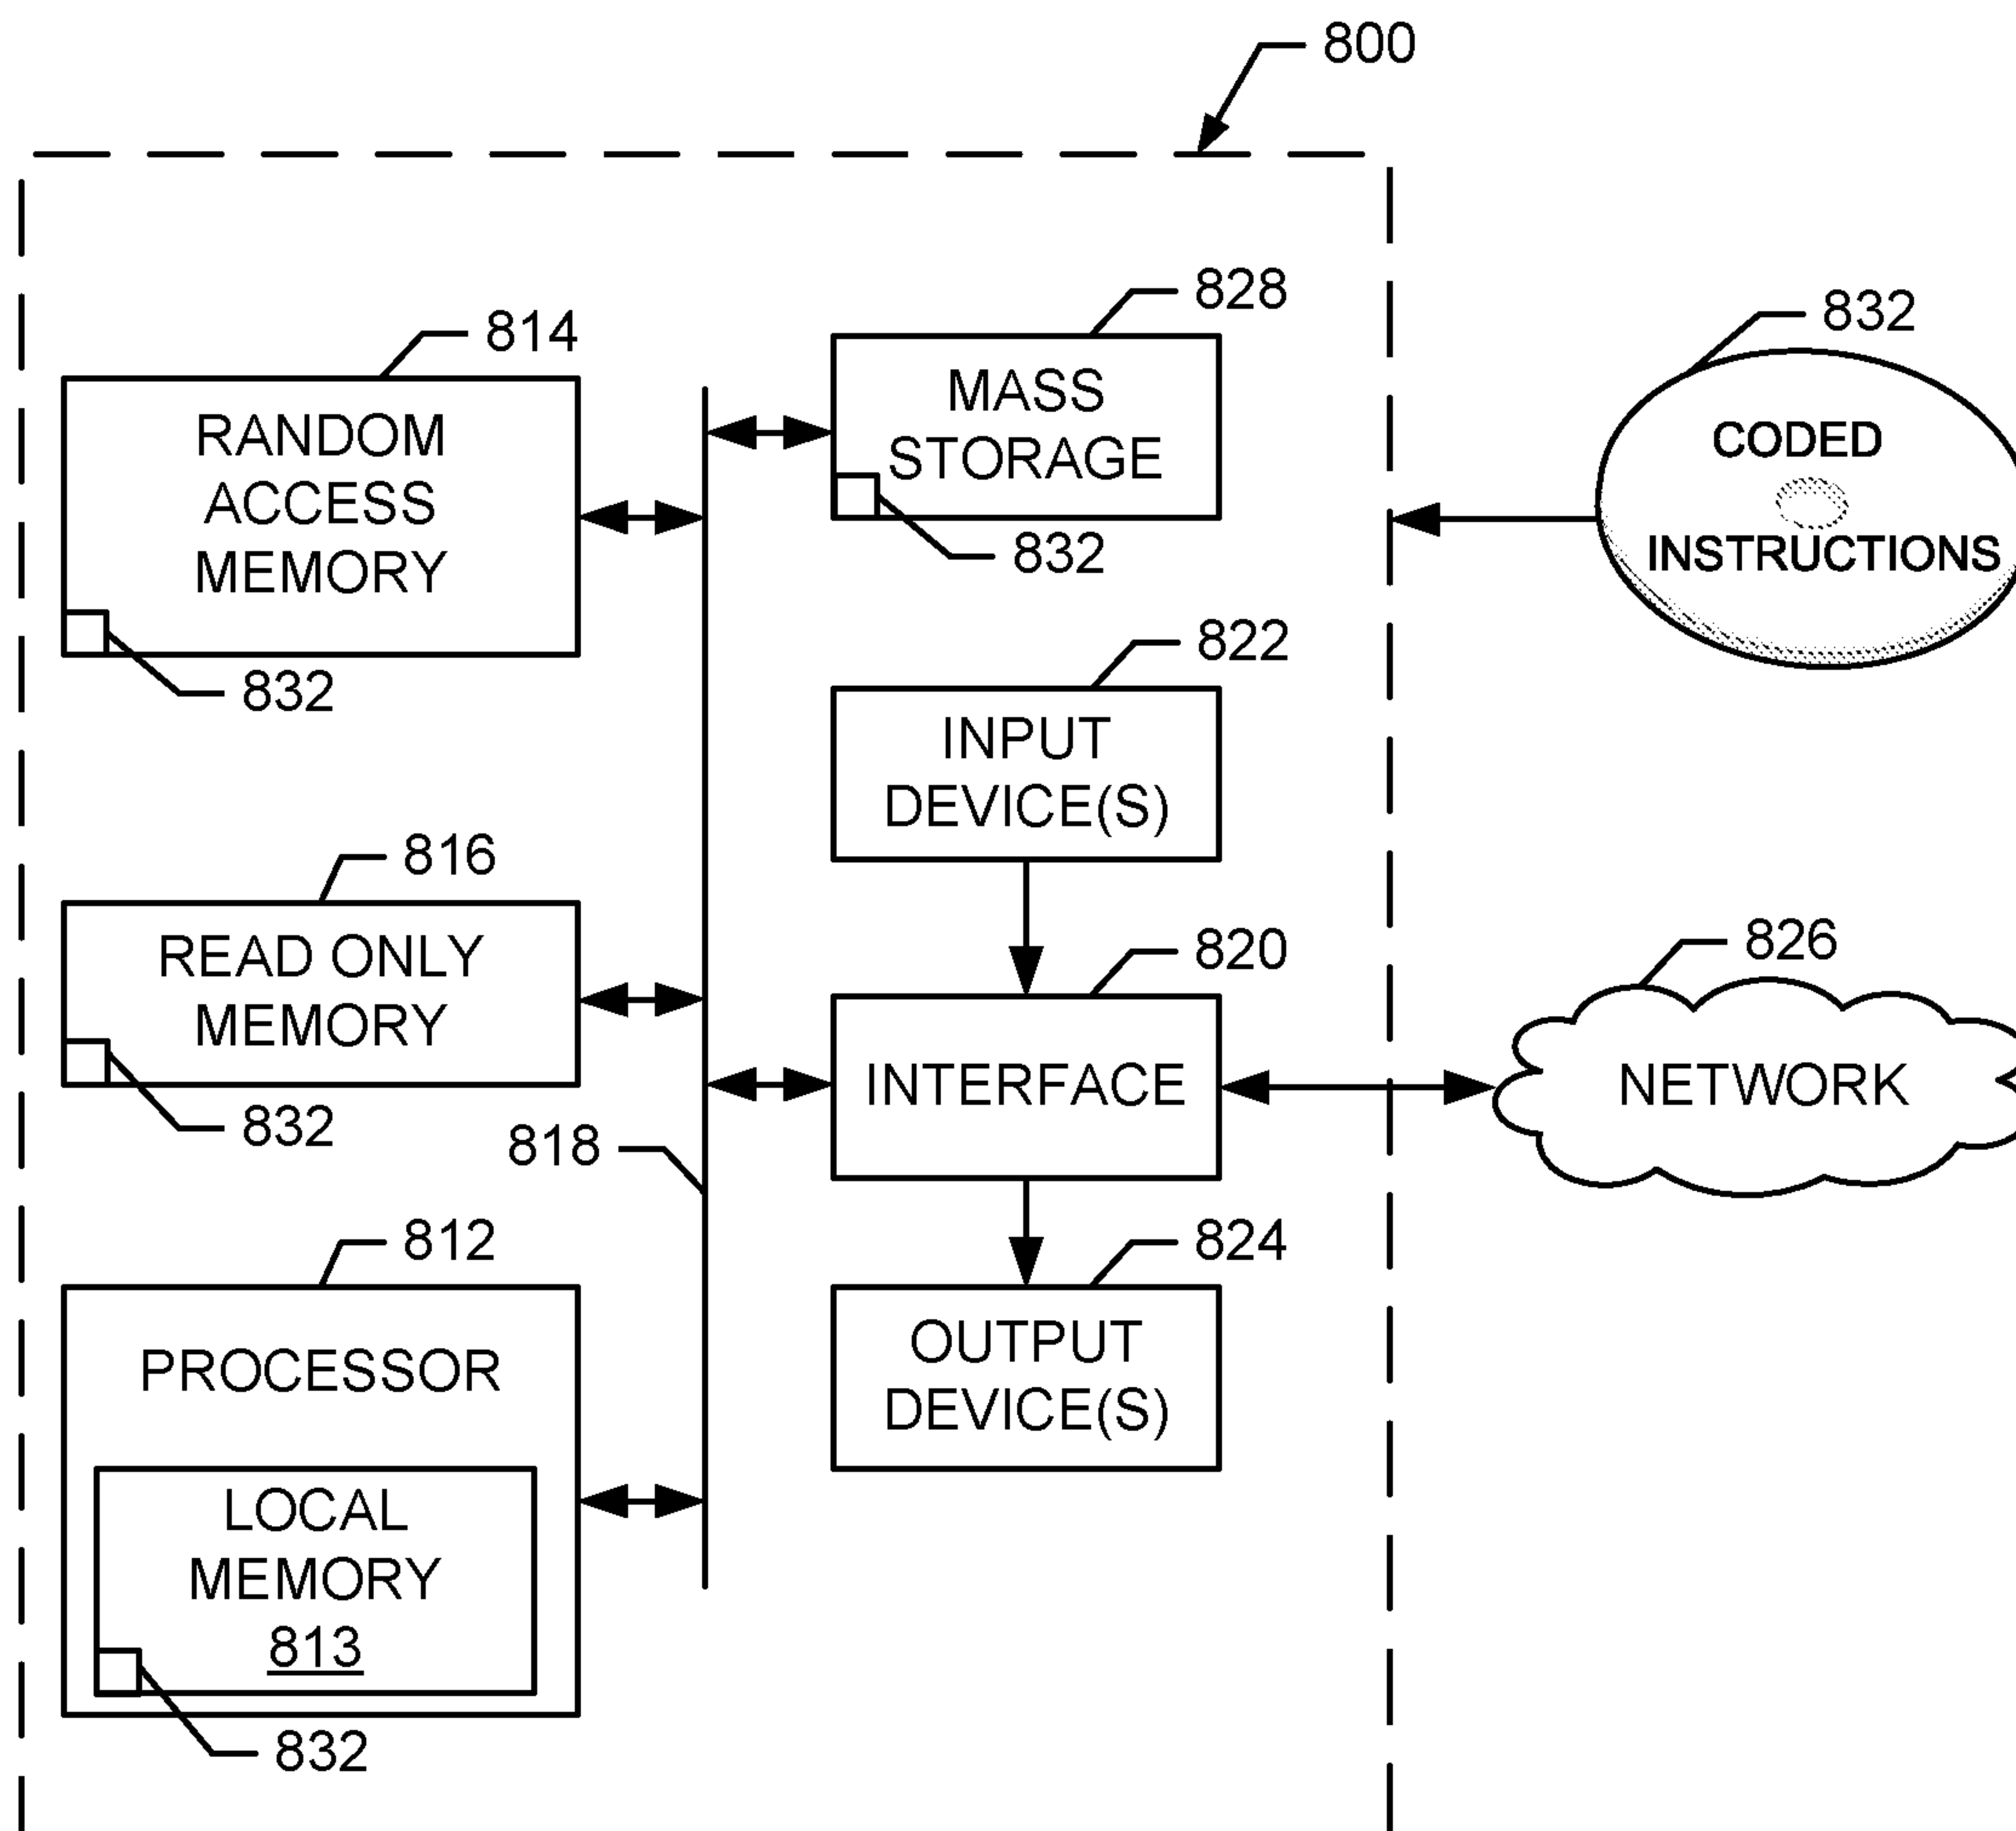 800
828
832
814
MASS
STORAGE
RANDOM
ACCESS
MEMORY
CODED
INSTRUCTIONS
832
832
822
INPUT
DEVICE(S)
816
820
826
READ ONLY
MEMORY
INTERFACE
NETWORK
832
818
812
824
PROCESSOR
OUTPUT
DEVICE(S)
LOCAL
MEMORY
813
832